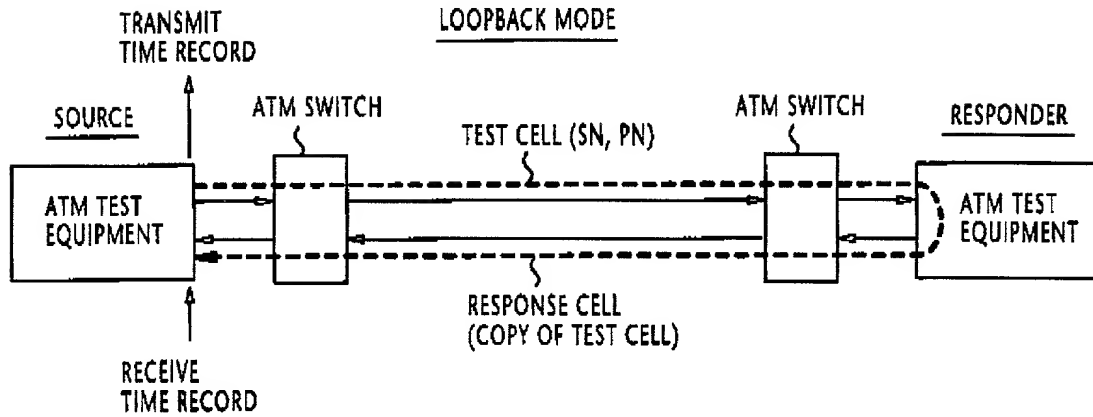 TRANSMIT
TIME RECORD
LOOPBACK MODE
SOURCE
ATM SWITCH
ATM SWITCH
RESPONDER
TEST CELL (SN, PN)
ATM TEST
EQUIPMENT
ATM TEST
EQUIPMENT
RESPONSE CELL
(COPY OF TEST CELL)
RECEIVE
TIME RECORD